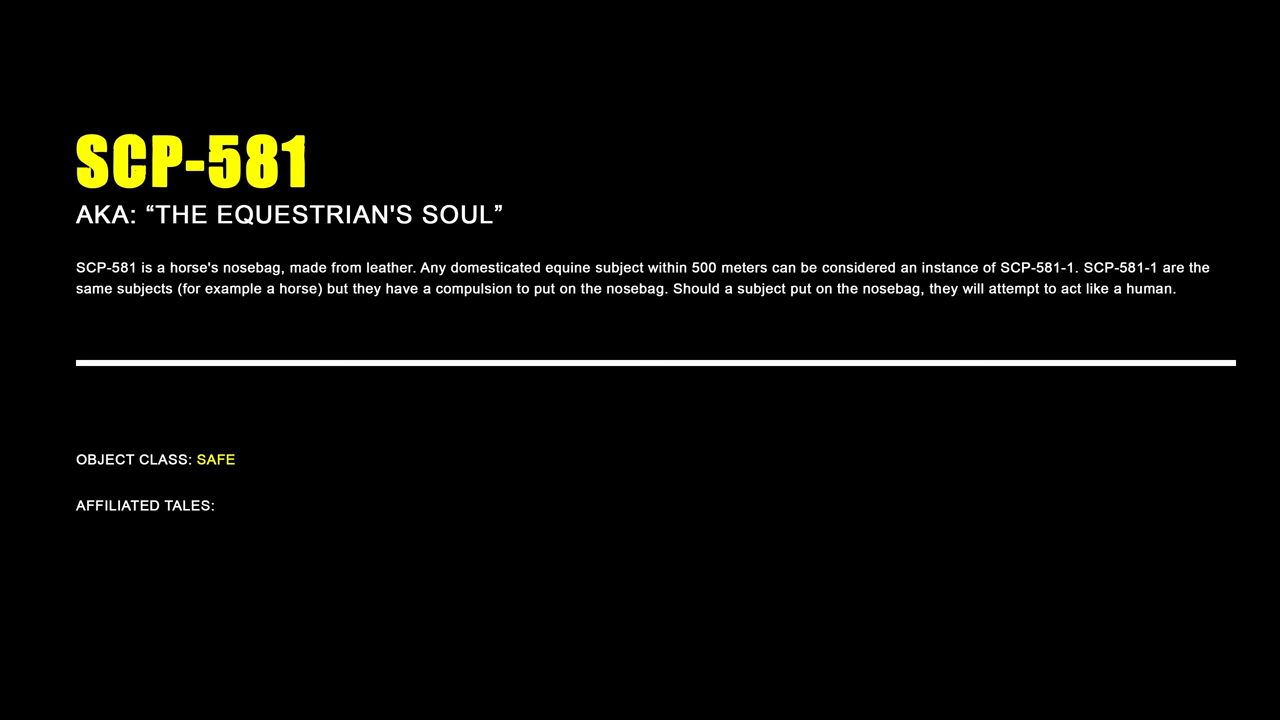 SCP-581
AKA: “THE EQUESTRIAN'S SOUL”
SCP-581 is a horse's nosebag, made from leather. Any domesticated equine subject within 500 meters can be considered an instance of SCP-581-1. SCP-581-1 are the
same subjects (for example a horse) but they have a compulsion to put on the nosebag. Should a subject put on the nosebag, they will attempt to act like a human.
OBJECT CLASS: SAFE
AFFILIATED TALES: